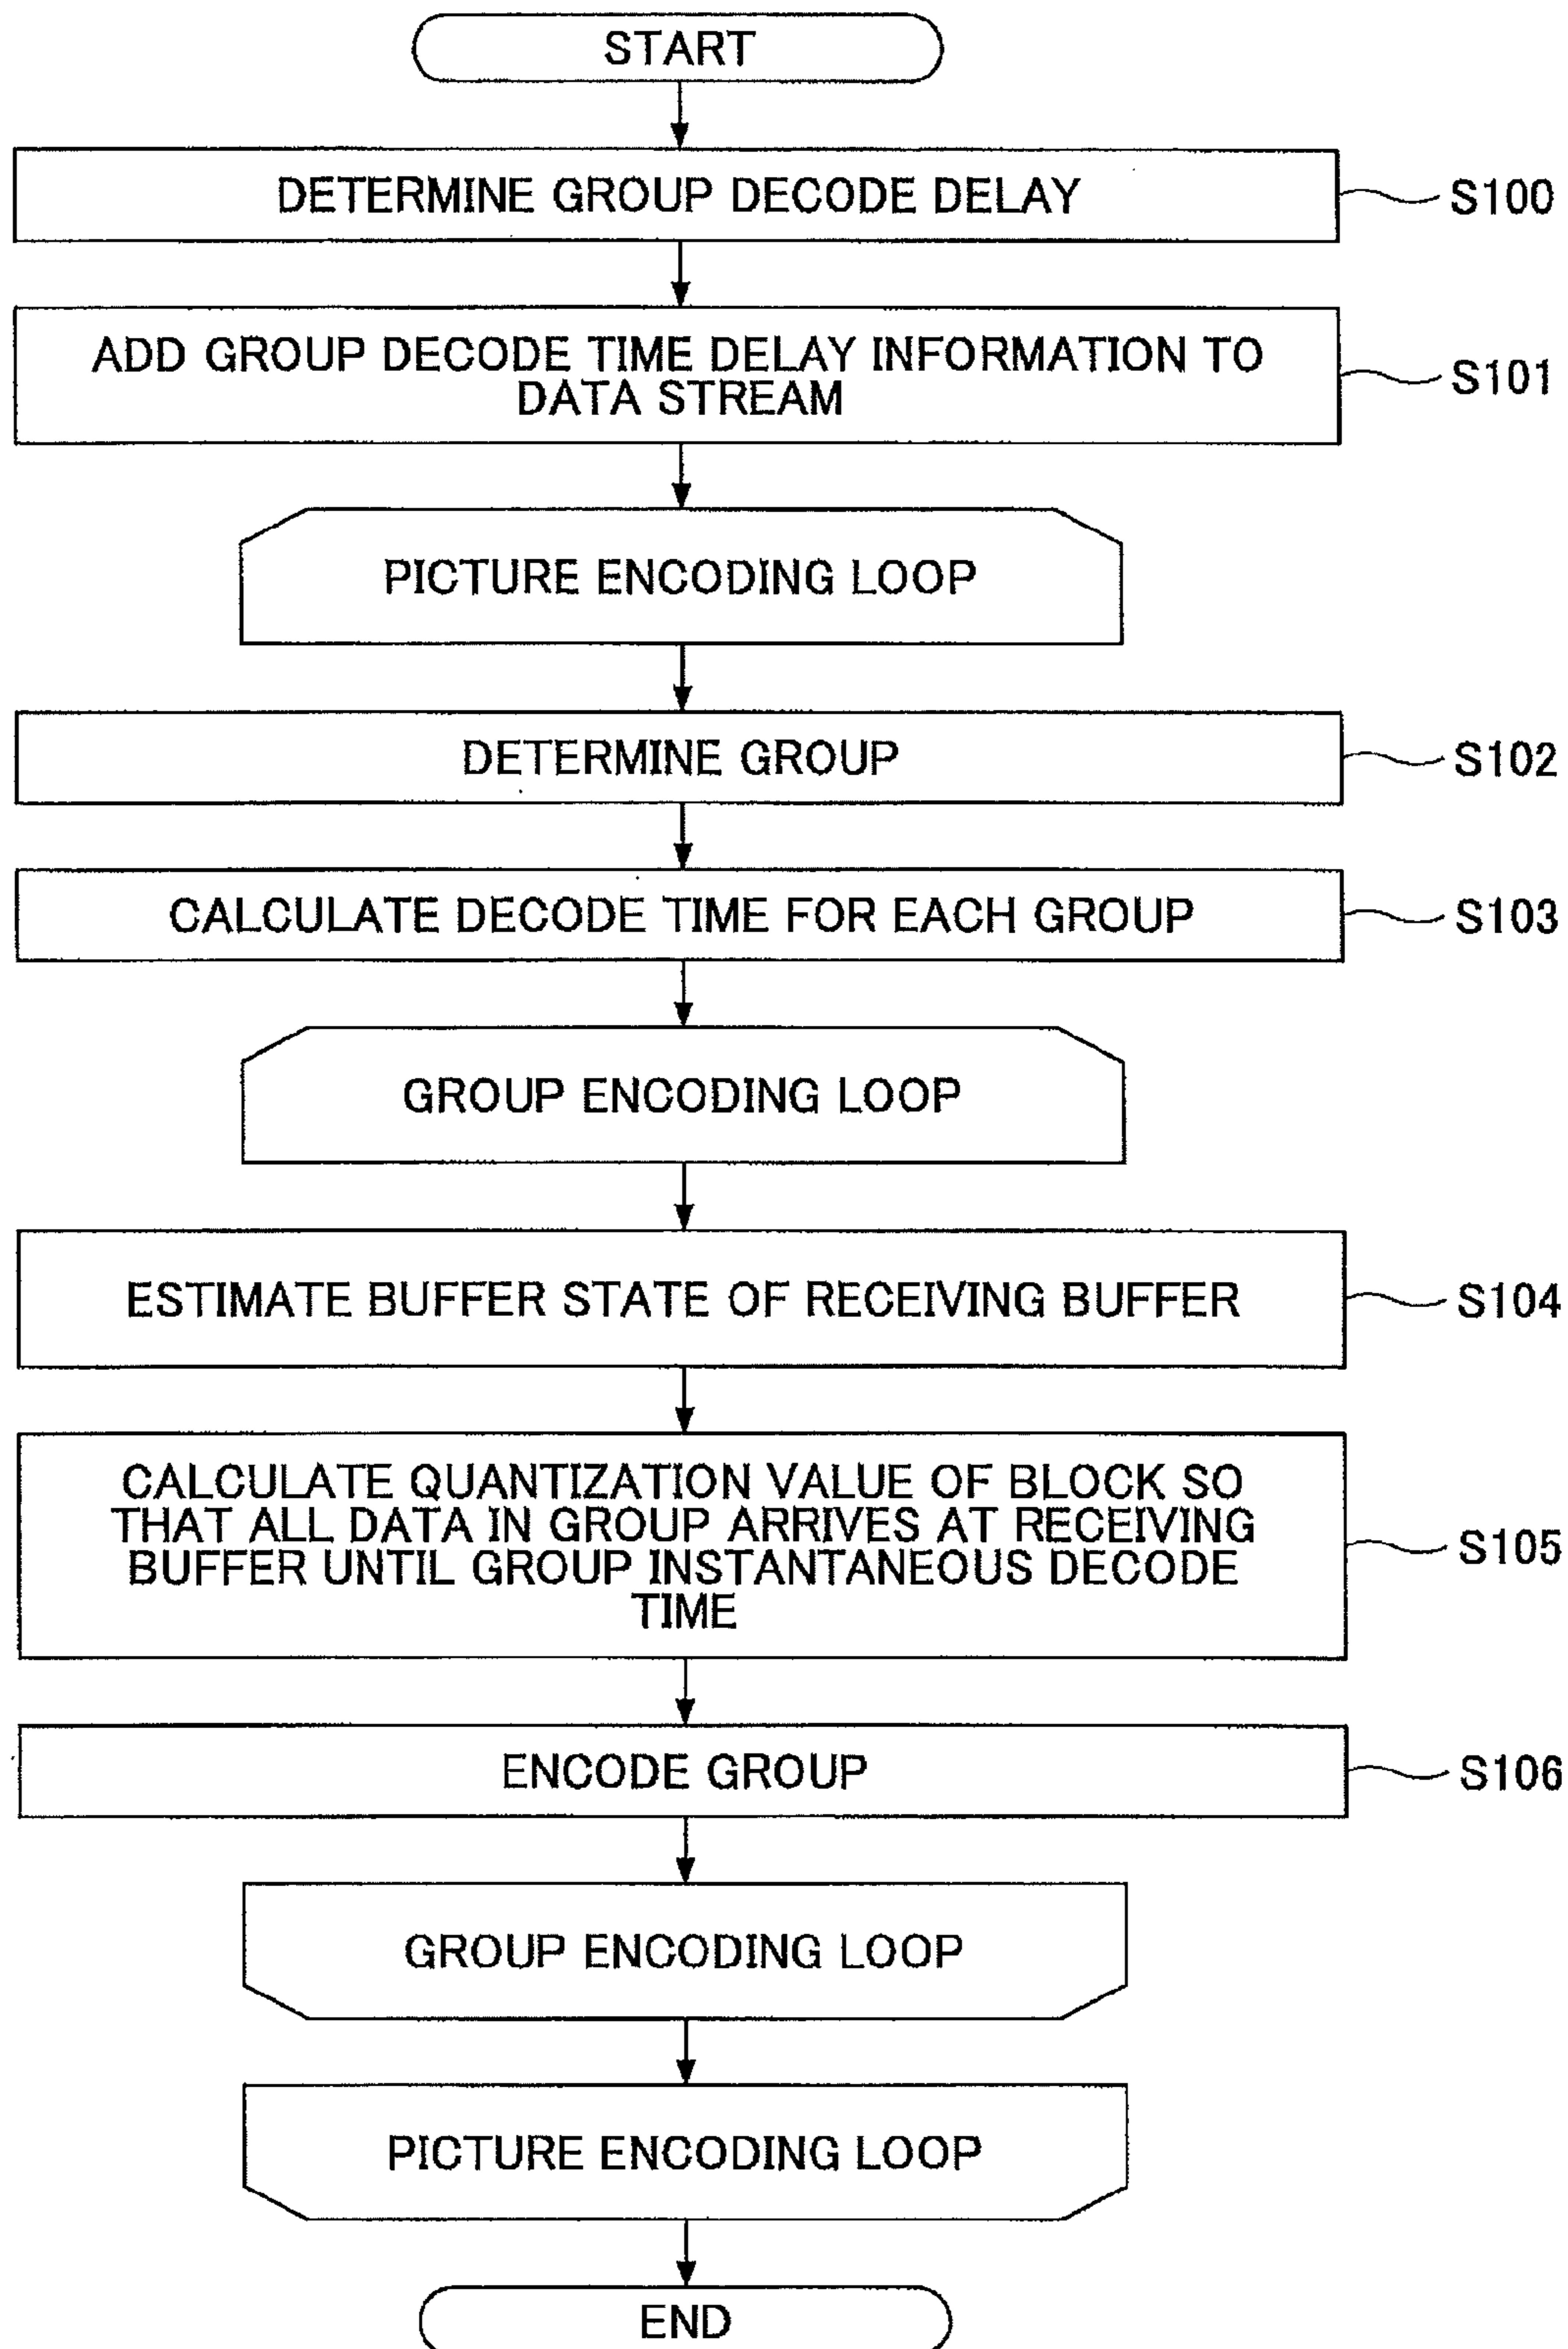 START
DETERMINE GROUP DECODE DELAY
S100
ADD GROUP DECODE TIME DELAY INFORMATION TO
DATA STREAM
S101
PICTURE ENCODING LOOP
DETERMINE GROUP
S102
CALCULATE DECODE TIME FOR EACH GROUP
S103
GROUP ENCODING LOOP
ESTIMATE BUFFER STATE OF RECEIVING BUFFER
S104
CALCULATE QUANTIZATION VALUE OF BLOCK SO
THAT ALL DATA IN GROUP ARRIVES AT RECEIVING
BUFFER UNTIL GROUP INSTANTANEOUS DECODE
TIME
S105
ENCODE GROUP
S106
GROUP ENCODING LOOP
PICTURE ENCODING LOOP
END